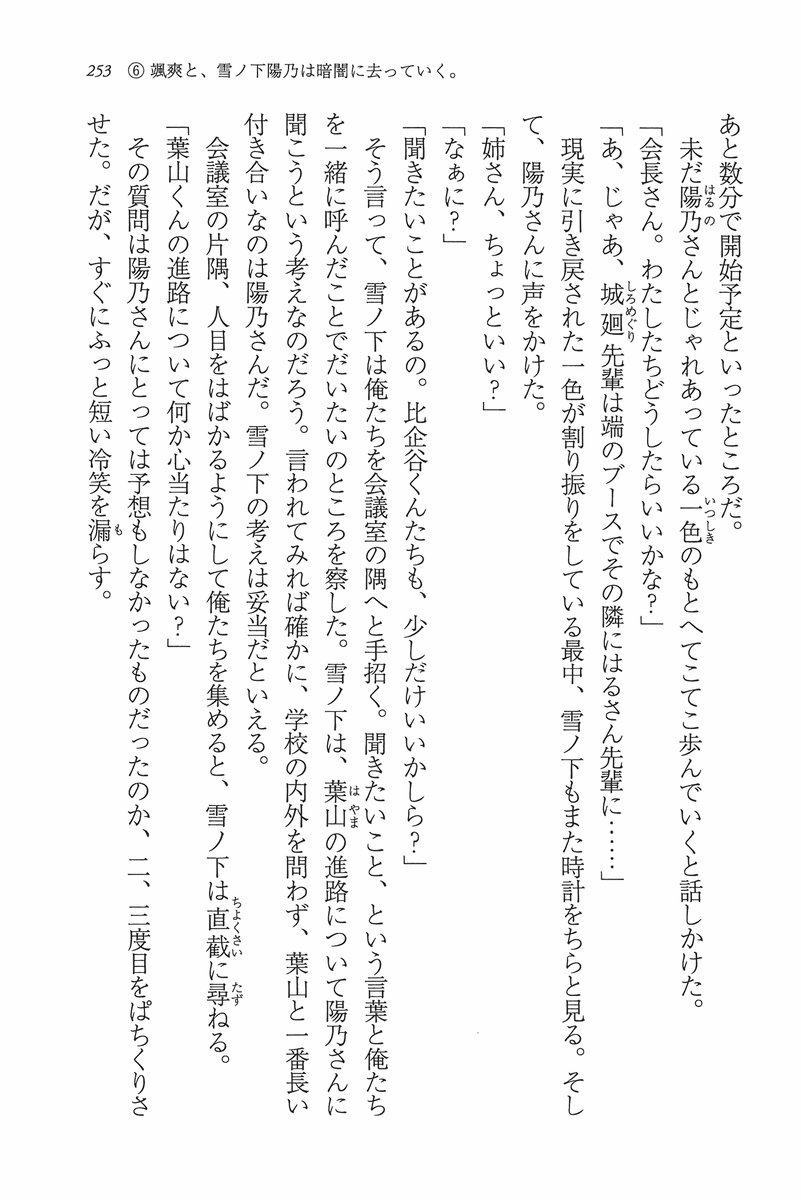 253　⑥ 颯爽と、雪ノ下陽乃は暗闇に去っていく。
あと数分で開始予定といったところだ。
　未だ陽乃さんとじゃれあっている一色のもとへてこてこ歩んでいくと話しかけた。
「会長さん。わたしたちどうしたらいいかな？」
「あ、じゃあ、城廻先輩は端のブースでその隣にはるさん先輩に……」
　現実に引き戻された一色が割り振りをしている最中、雪ノ下もまた時計をちらと見る。そし
て、陽乃さんに声をかけた。
「姉さん、ちょっといい？」
「なぁに？」
「聞きたいことがあるの。比企谷くんたちも、少しだけいいかしら？」
　そう言って、雪ノ下は俺たちを会議室の隅へと手招く。聞きたいこと、という言葉と俺たち
を一緒に呼んだことでだいたいのところを察した。雪ノ下は、葉山の進路について陽乃さんに
聞こうという考えなのだろう。言われてみれば確かに、学校の内外を問わず、葉山と一番長い
付き合いなのは陽乃さんだ。雪ノ下の考えは妥当だといえる。
　会議室の片隅、人目をはばかるようにして俺たちを集めると、雪ノ下は直截に尋ねる。
「葉山くんの進路について何か心当たりはない？」
　その質問は陽乃さんにとっては予想もしなかったものだったのか、二、三度目をぱちくりさ
せた。だが、すぐにふっと短い冷笑を漏らす。